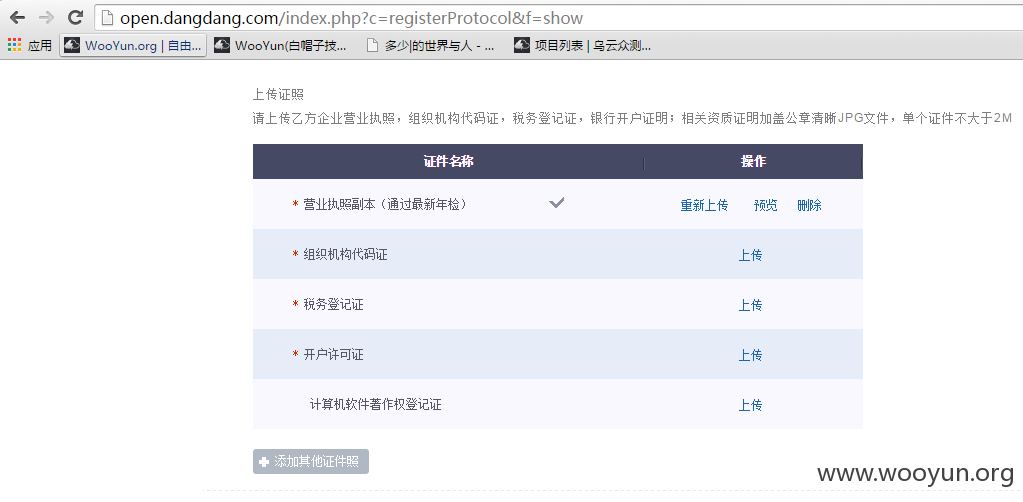 open.dangdang.com/index.php?c=registerProtocol&f=show
应用 WooYun.org | 自由... WooYun(白帽子技... 多少|的世界与人 - ... 项目列表 | 乌云众测...
上传证照
请上传乙方企业营业执照，组织机构代码证，税务登记证，银行开户证明；相关资质证明加盖公章清晰JPG文件，单个证件不大于2M
证件名称 操作
* 营业执照副本（通过最新年检） 重新上传 预览 删除
* 组织机构代码证 上传
* 税务登记证 上传
* 开户许可证 上传
计算机软件著作权登记证 上传
添加其他证件照
www.wooyun.org